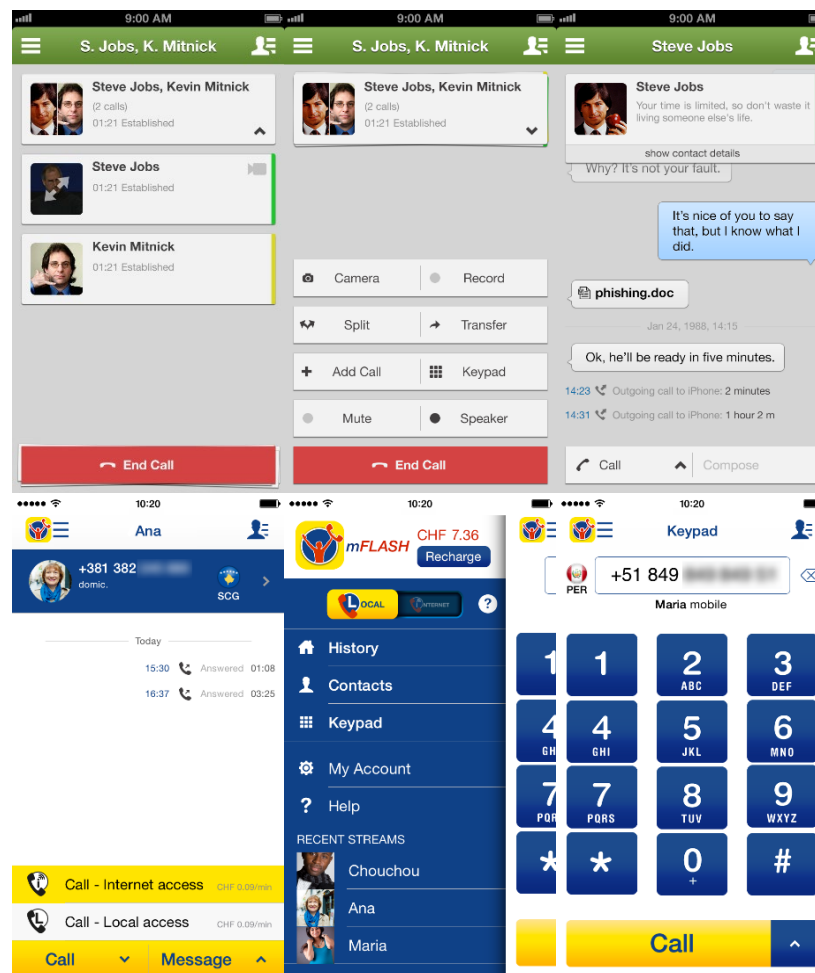 9:00 AM
S. Jobs, K. Mitnick
Steve Jobs, Kevin Mitnick
(2 calls)
01:21 Established
Steve Jobs
01:21 Established
Kevin Mitnick
01:21 Established
End Call
9:00 AM
S. Jobs, K. Mitnick
Steve Jobs, Kevin Mitnick
(2 calls)
01:21 Established
Camera
Record
Split
Transfer
Add Call
Keypad
Mute
Speaker
End Call
9:00 AM
Steve Jobs
Steve Jobs
Your time is limited, so don't waste it
living someone else's life.
show contact details
Why? It's not your fault.
It's nice of you to say
that, but I know what I
did.
phishing.doc
Jan 24, 1988, 14:15
Ok, he'll be ready in five minutes.
14:23 Outgoing call to iPhone: 2 minutes
14:31 Outgoing call to iPhone: 1 hour 2 m
Call
Compose
10:20
Ana
+381 382
domic.
SCG
Today
15:30 Answered 01:08
16:37 Answered 03:25
Call - Internet access CHF 0.09/min
Call - Local access CHF 0.09/min
Call
Message
10:20
mFLASH
CHF 7.36
Recharge
LOCAL
INTERNET
?
History
Contacts
Keypad
My Account
? Help
RECENT STREAMS
Chouchou
Ana
Maria
1
4
GH
7
PQR
*
10:20
Keypad
PER
+51 849
Maria mobile
1
2
ABC
3
DEF
4
GHI
5
JKL
6
MNO
7
PQRS
8
TUV
9
WXYZ
*
0
+
#
Call